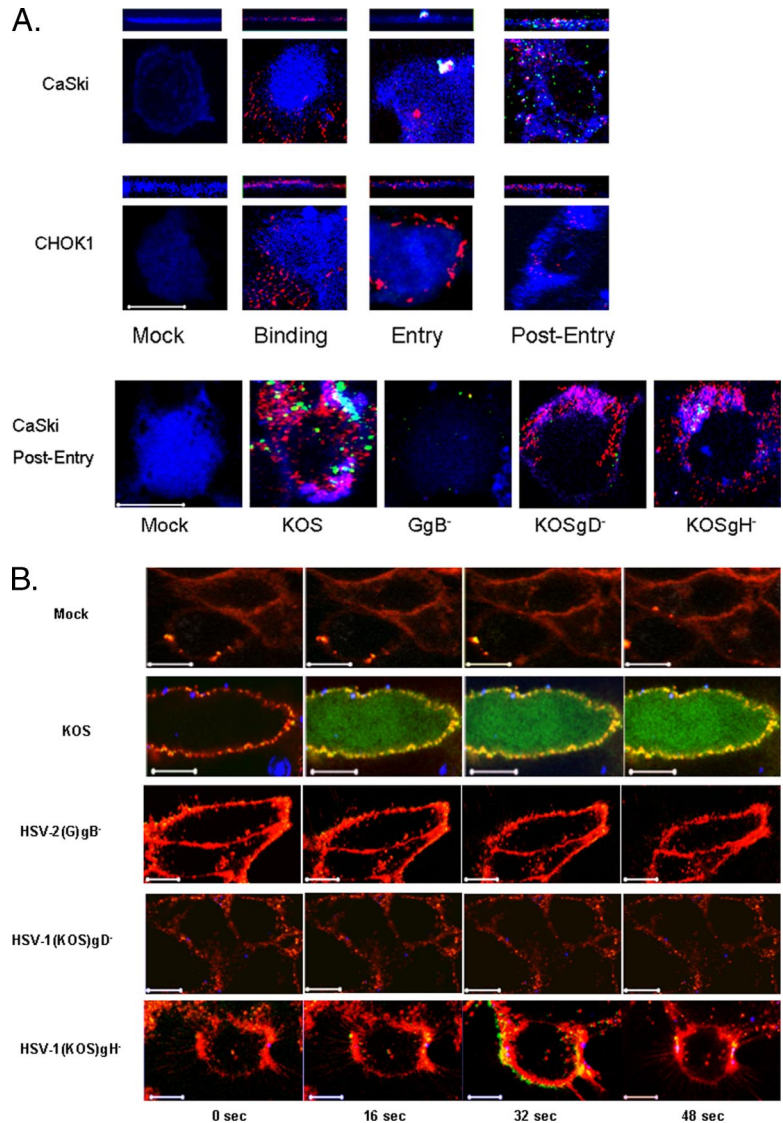 A.
CaSki
CHOK1
Mock Binding Entry Post-Entry
CaSki
Post-Entry
Mock KOS GgB- KOSgD- KOSgH-
B.
Mock
KOS
HSV-2(G)gB-
HSV-1(KOS)gD-
HSV-1(KOS)gH-
0 sec 16 sec 32 sec 48 sec